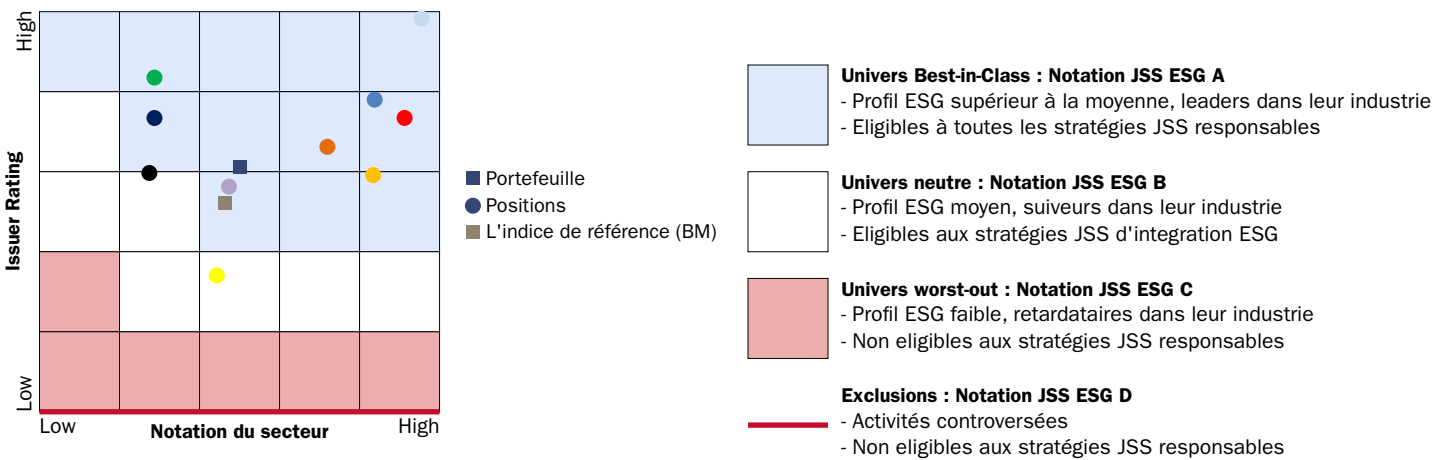 High
Issuer Rating
Low
Low
Notation du secteur
High
Portefeuille
Positions
L'indice de référence (BM)
Univers Best-in-Class : Notation JSS ESG A
- Profil ESG supérieur à la moyenne, leaders dans leur industrie
- Eligibles à toutes les stratégies JSS responsables
Univers neutre : Notation JSS ESG B
- Profil ESG moyen, suiveurs dans leur industrie
- Eligibles aux stratégies JSS d'integration ESG
Univers worst-out : Notation JSS ESG C
- Profil ESG faible, retardataires dans leur industrie
- Non eligibles aux stratégies JSS responsables
Exclusions : Notation JSS ESG D
- Activités controversées
- Non eligibles aux stratégies JSS responsables